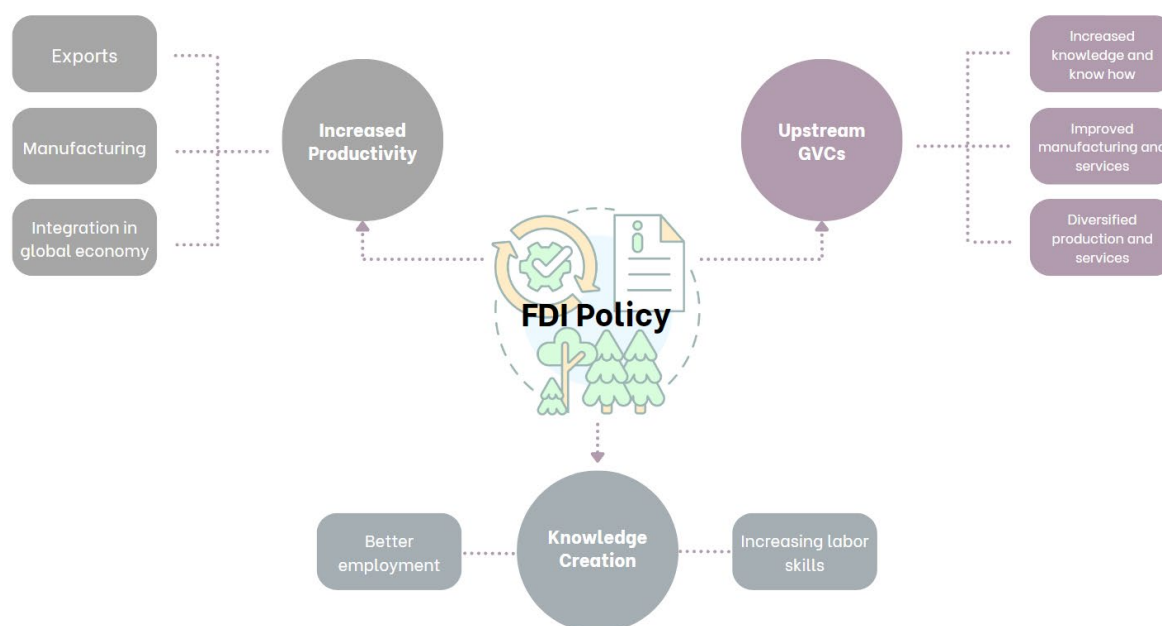 Exports
Manufacturing
Integration in
global economy
Increased
Productivity
Upstream
GVCs
Increased
knowledge and
know how
Improved
manufacturing and
services
Diversified
production and
services
i
FDI Policy
Better
employment
Knowledge
Creation
Increasing labor
skills